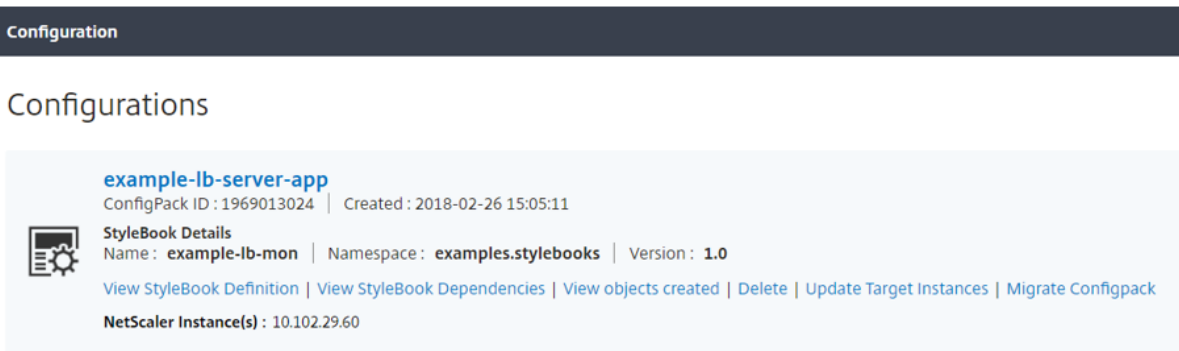 Configuration
Configurations
example-lb-server-app
ConfigPack ID : 1969013024 | Created : 2018-02-26 15:05:11
StyleBook Details
Name : example-lb-mon | Namespace : examples.stylebooks | Version : 1.0
View StyleBook Definition | View StyleBook Dependencies | View objects created | Delete | Update Target Instances | Migrate Configpack
NetScaler Instance(s) : 10.102.29.60